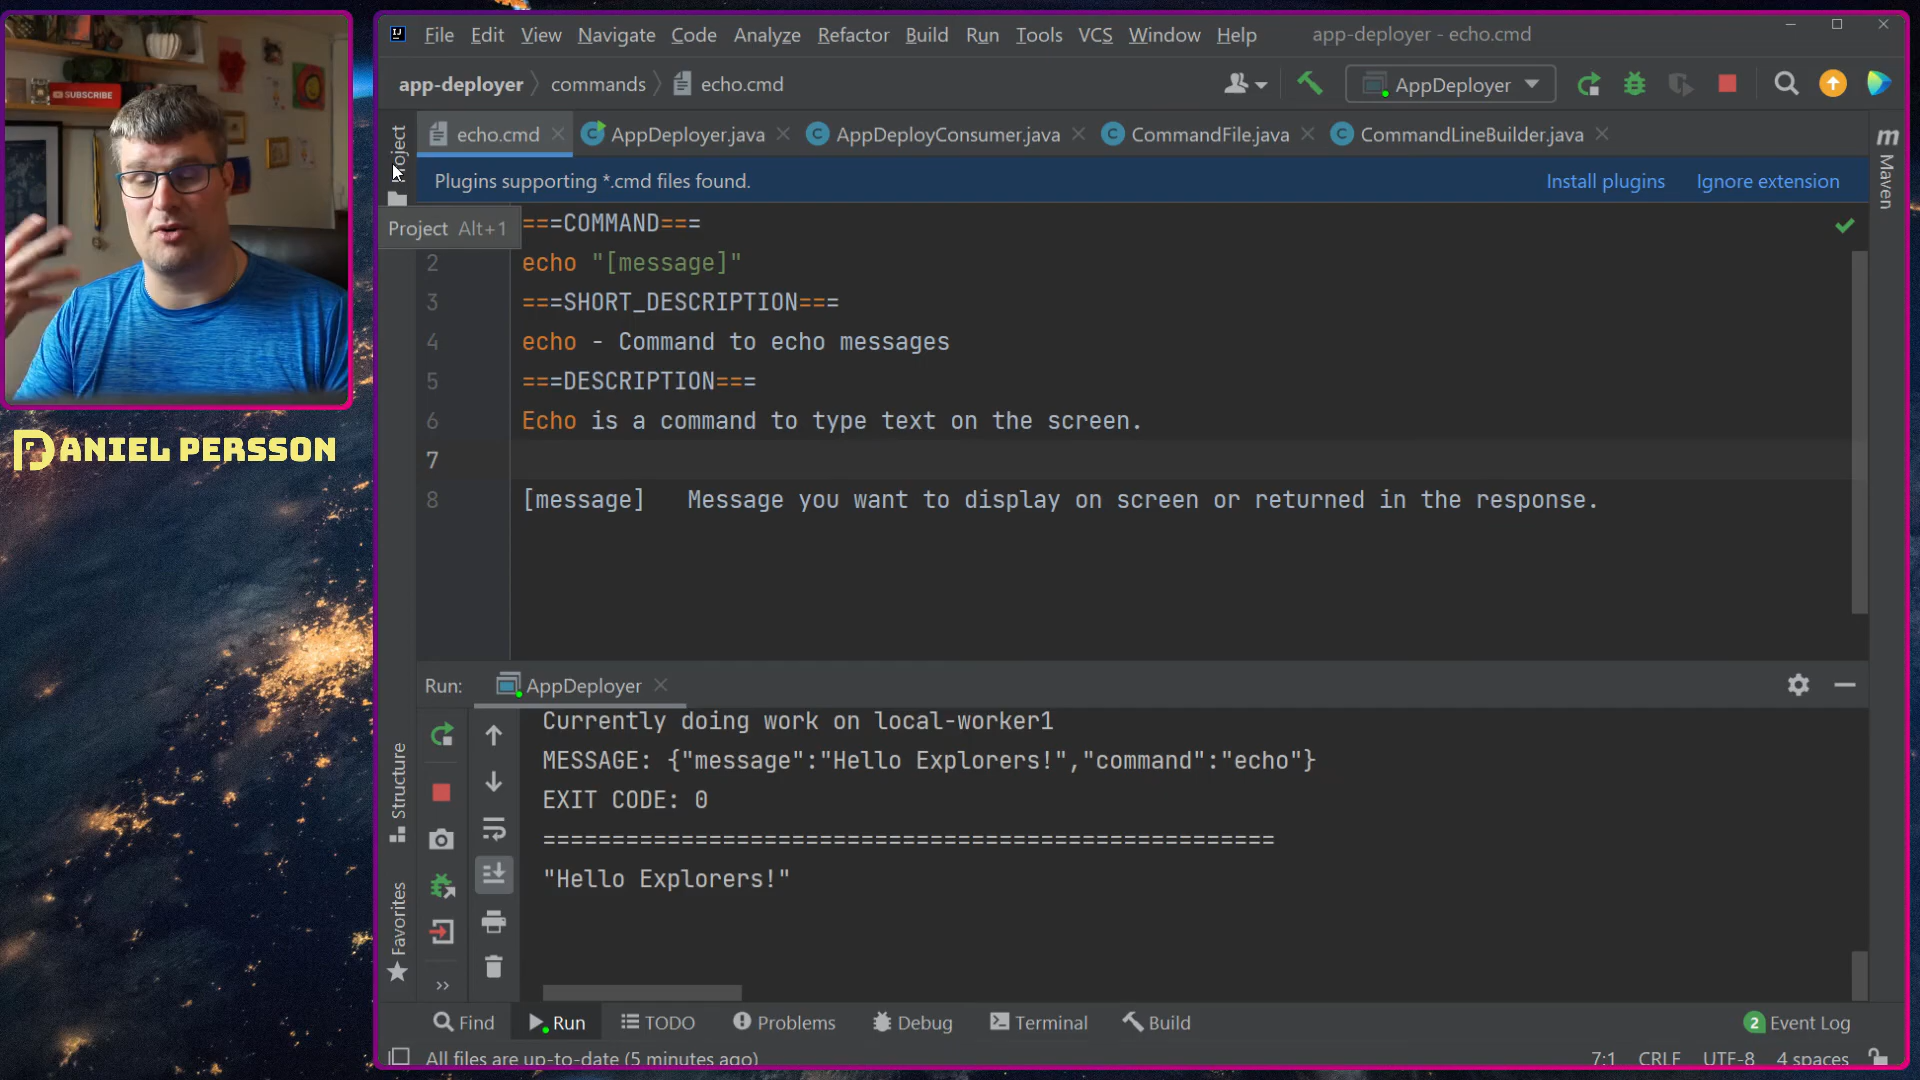 SUBSCRIBE
DANIEL PERSSON
File Edit View Navigate Code Analyze Refactor Build Run Tools VCS Window Help app-deployer - echo.cmd
app-deployer commands echo.cmd AppDeployer
echo.cmd AppDeployer.java AppDeployConsumer.java CommandFile.java CommandLineBuilder.java
Project
Maven
Plugins supporting *.cmd files found. Install plugins Ignore extension
Project Alt+1
===COMMAND===
2 echo "[message]"
3 ===SHORT_DESCRIPTION===
4 echo - Command to echo messages
5 ===DESCRIPTION===
6 Echo is a command to type text on the screen.
7
8 [message] Message you want to display on screen or returned in the response.
Run: AppDeployer
Currently doing work on local-worker1
MESSAGE: {"message":"Hello Explorers!","command":"echo"}
EXIT CODE: 0
=====================================================
"Hello Explorers!"
Structure
Favorites
Find Run TODO Problems Debug Terminal Build 2 Event Log
All files are up-to-date (5 minutes ago) 7:1 CRLF UTF-8 4 spaces